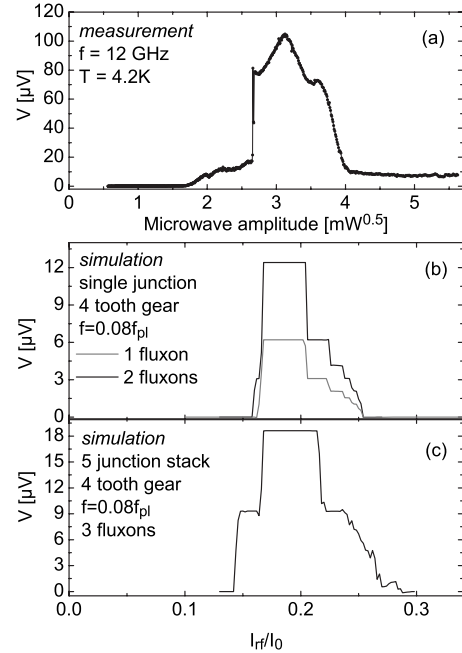 120
100
80
60
40
20
0
V [µV]
measurement
f = 12 GHz
T = 4.2K
(a)
0 1 2 3 4 5
Microwave amplitude [mW^0.5]
12
9
6
3
0
V [µV]
simulation
single junction
4 tooth gear
f=0.08f_pl
1 fluxon
2 fluxons
(b)
18
15
12
9
6
3
0
V [µV]
simulation
5 junction stack
4 tooth gear
f=0.08f_pl
3 fluxons
(c)
0.0 0.1 0.2 0.3
I_rf/I_0